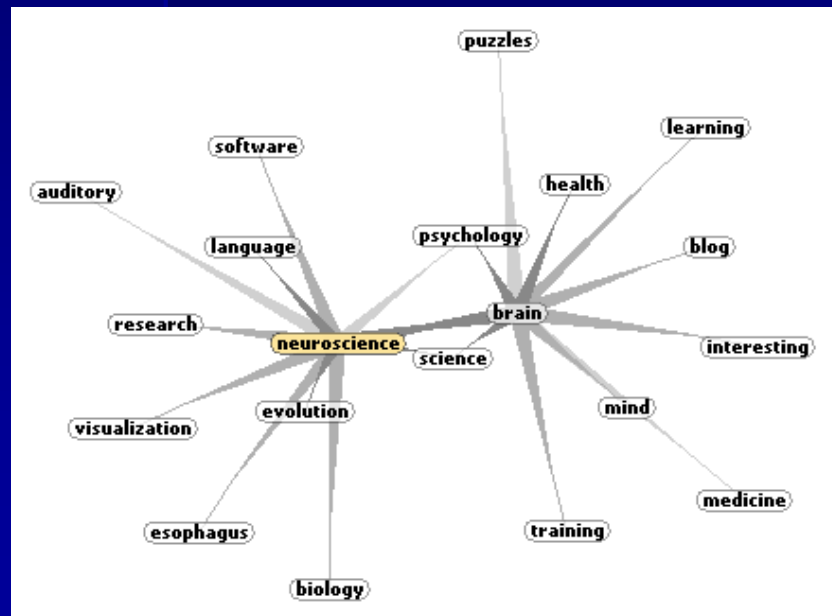 puzzles
learning
software
health
auditory
psychology
language
blog
brain
research
neuroscience
interesting
science
evolution
mind
visualization
medicine
esophagus
training
biology